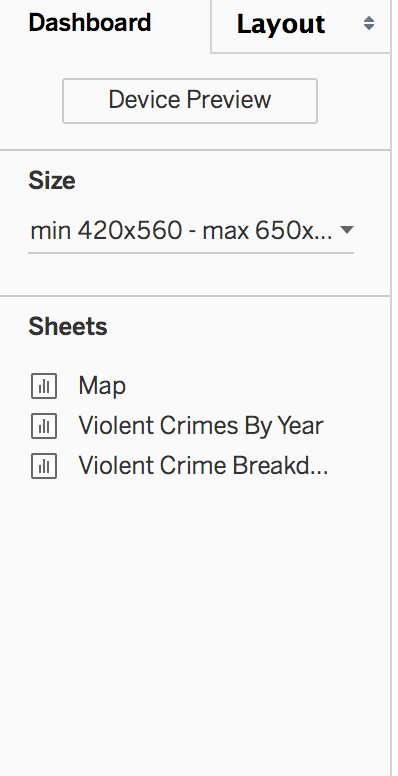 Dashboard Layout
Device Preview
Size
min 420x560 - max 650x...
Sheets
Map
Violent Crimes By Year
Violent Crime Breakd...